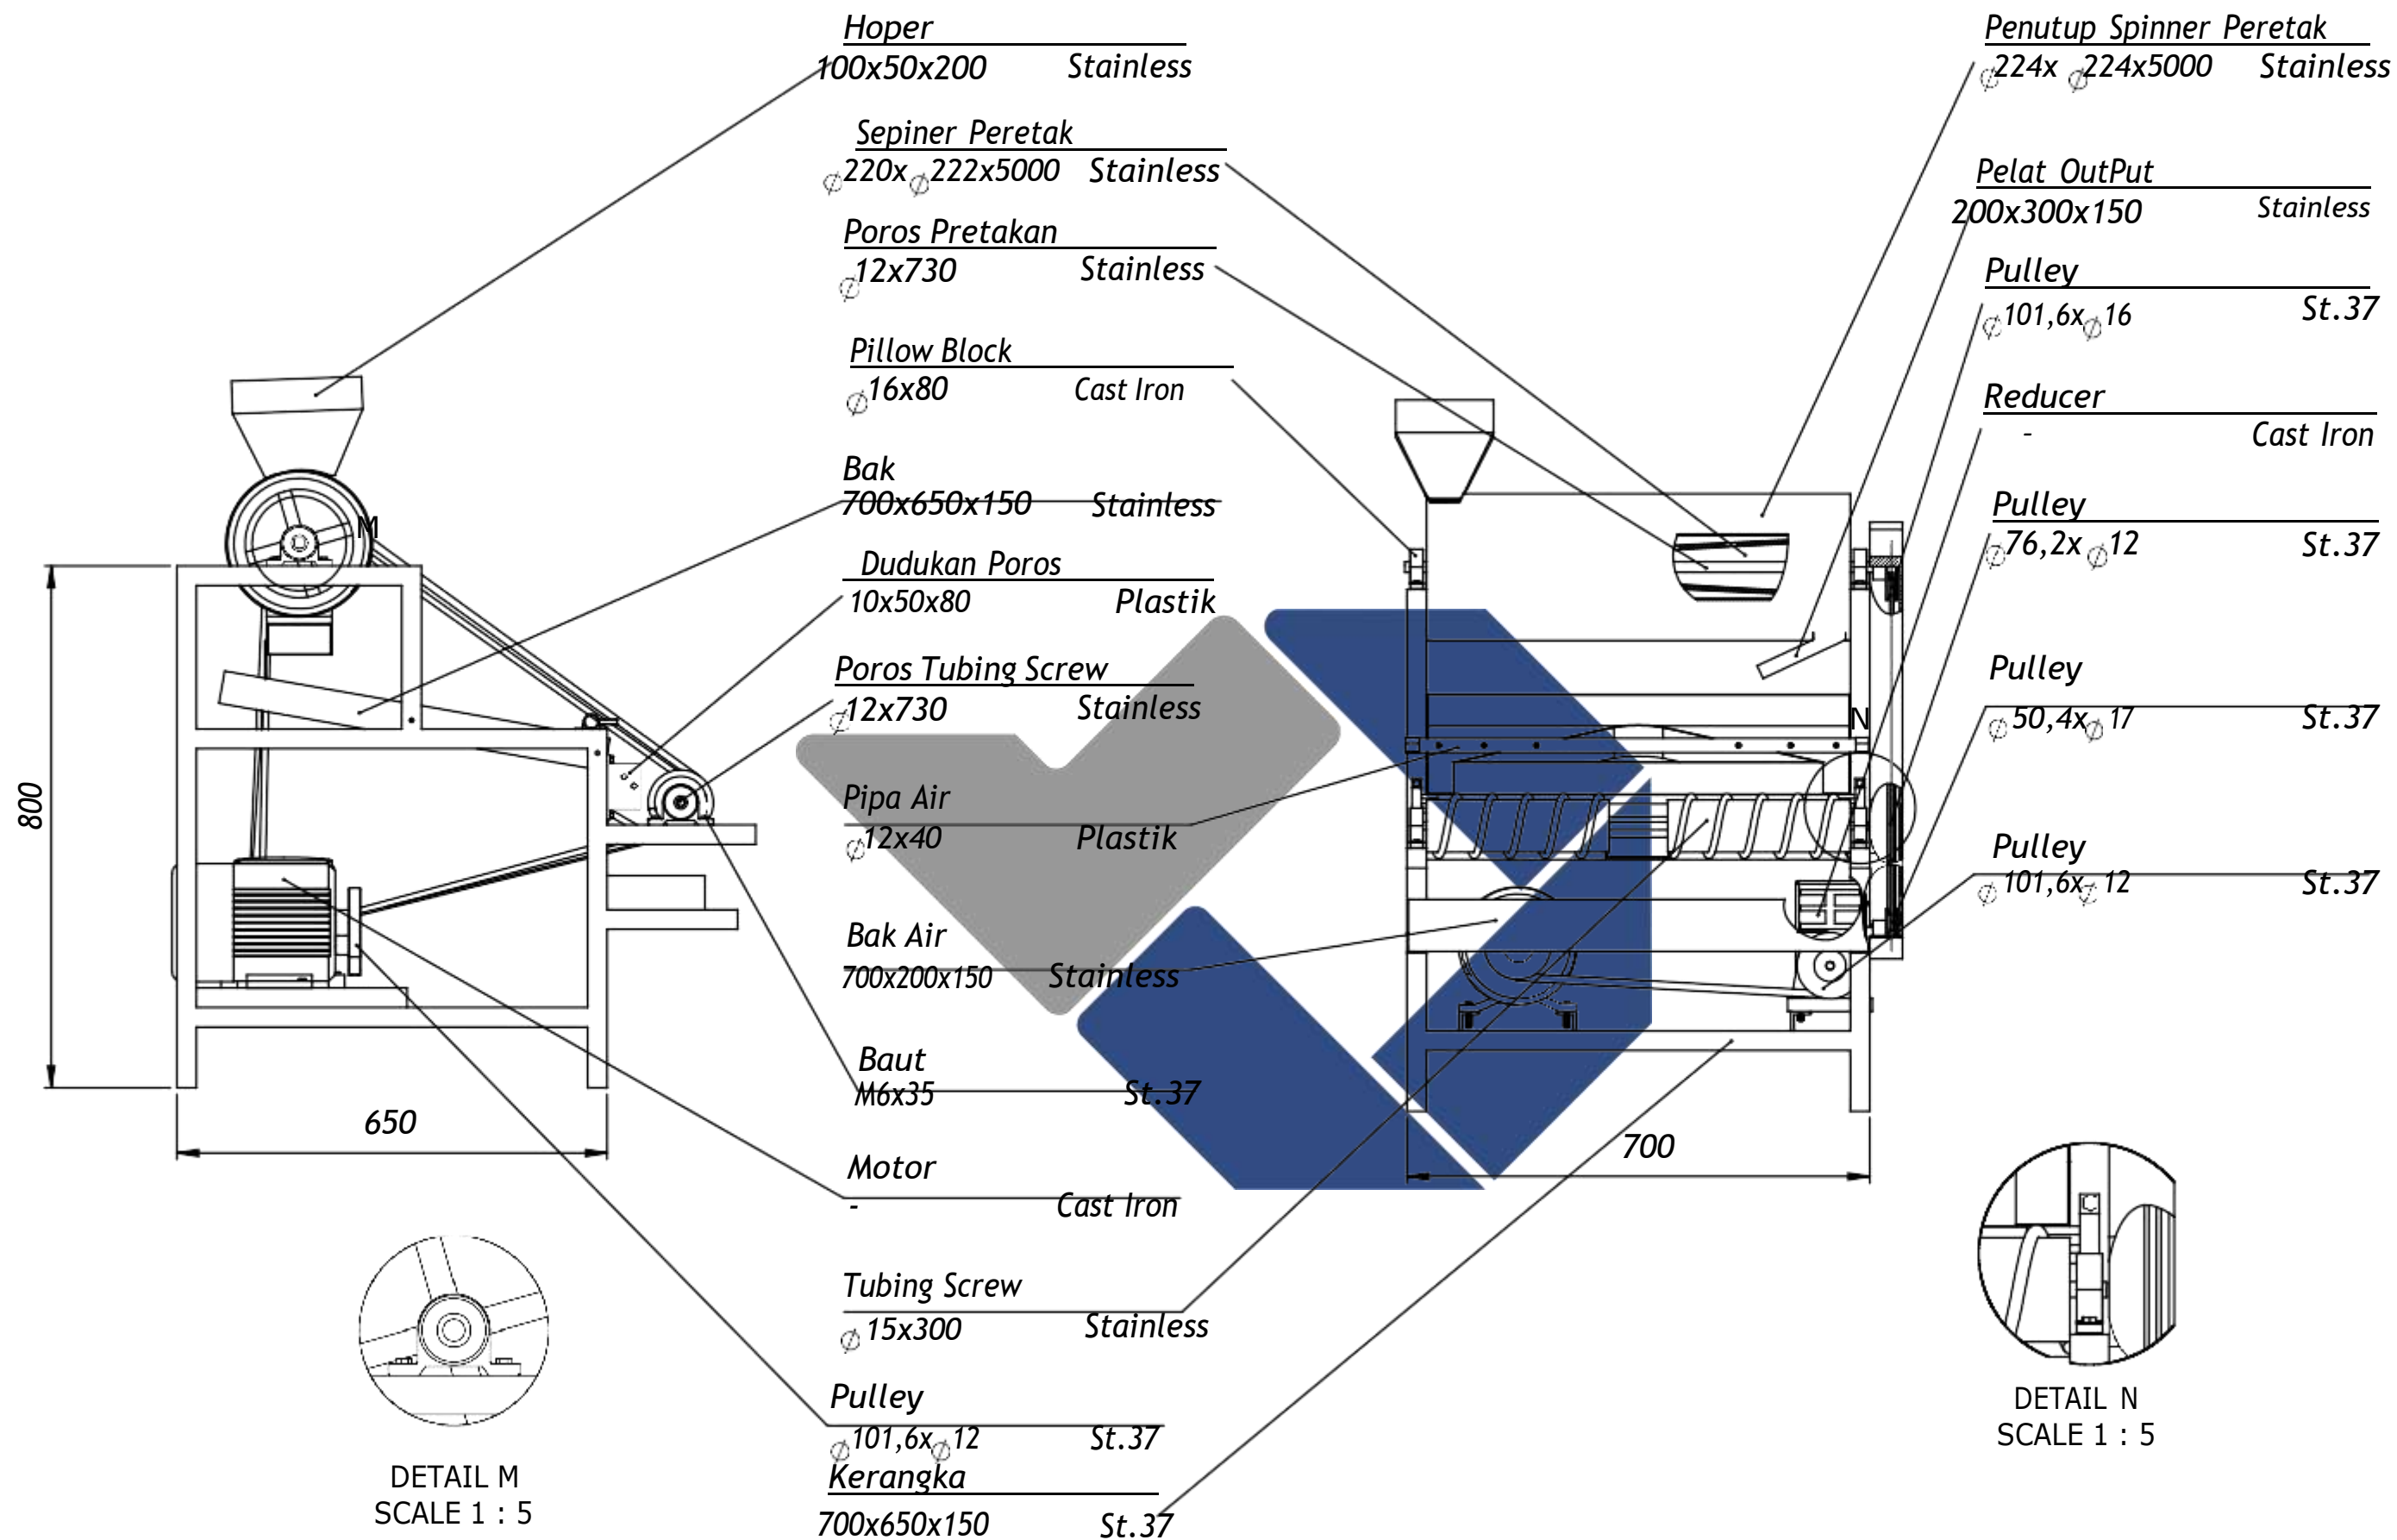 Hoper
100x50x200 Stainless
Sepiner Peretak
⌀220x ⌀222x5000 Stainless
Poros Pretakan
⌀12x730 Stainless
Pillow Block
⌀16x80 Cast Iron
Bak
700x650x150 Stainless
Dudukan Poros
10x50x80 Plastik
Poros Tubing Screw
⌀12x730 Stainless
Pipa Air
⌀12x40 Plastik
Bak Air
700x200x150 Stainless
Baut
M6x35 St.37
Motor
- Cast Iron
Tubing Screw
⌀15x300 Stainless
Pulley
⌀101,6x⌀12 St.37
Kerangka
700x650x150 St.37
Penutup Spinner Peretak
⌀224x ⌀224x5000 Stainless
Pelat OutPut
200x300x150 Stainless
Pulley
⌀101,6x⌀16 St.37
Reducer
- Cast Iron
Pulley
⌀76,2x ⌀12 St.37
Pulley
⌀50,4x⌀17 St.37
Pulley
⌀101,6x⌀12 St.37
M
800
650
DETAIL M
SCALE 1 : 5
N
700
DETAIL N
SCALE 1 : 5